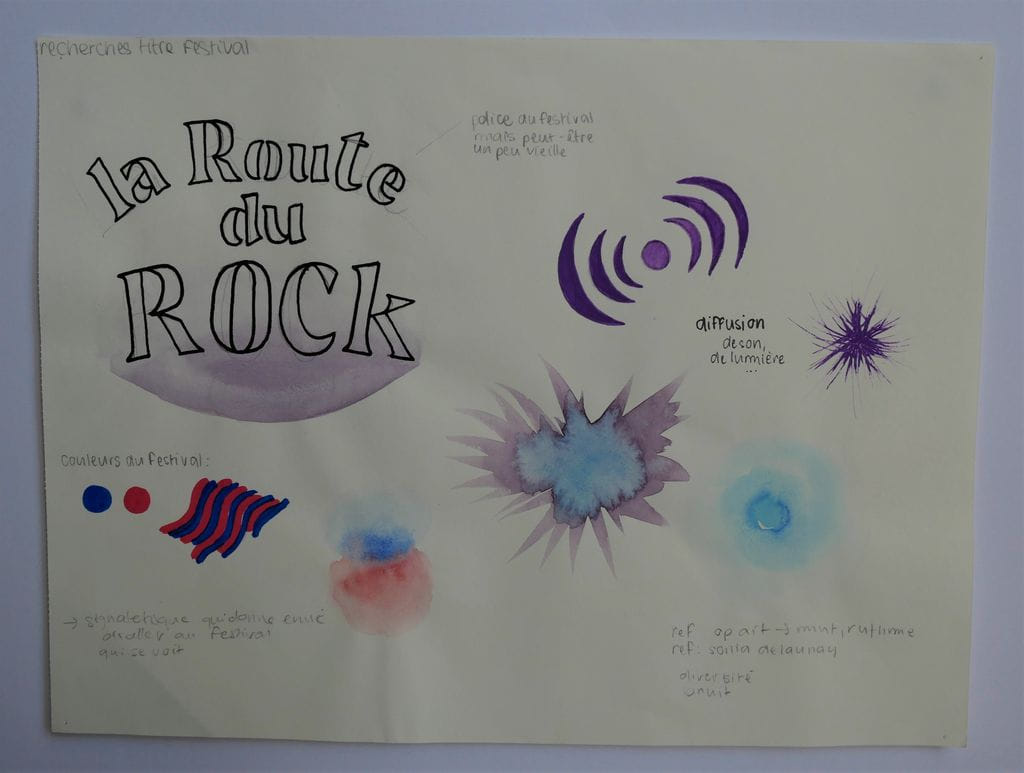 recherches titre festival
la Route
du
ROCK
police du festival
mais peut-être
un peu vieille
diffusion
de son,
de lumière
...
couleurs du festival:
→ signaletique qui donne envie
d'aller au festival
qui se voit
ref op art → mvnt, rythme
ref: sonia delaunay
diversité
bruit